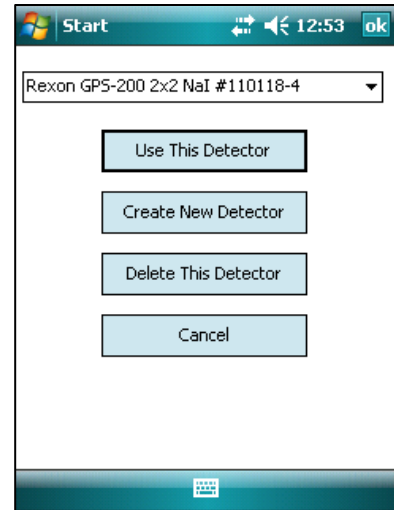 Start 12:53 ok
Rexon GPS-200 2x2 NaI #110118-4
Use This Detector
Create New Detector
Delete This Detector
Cancel